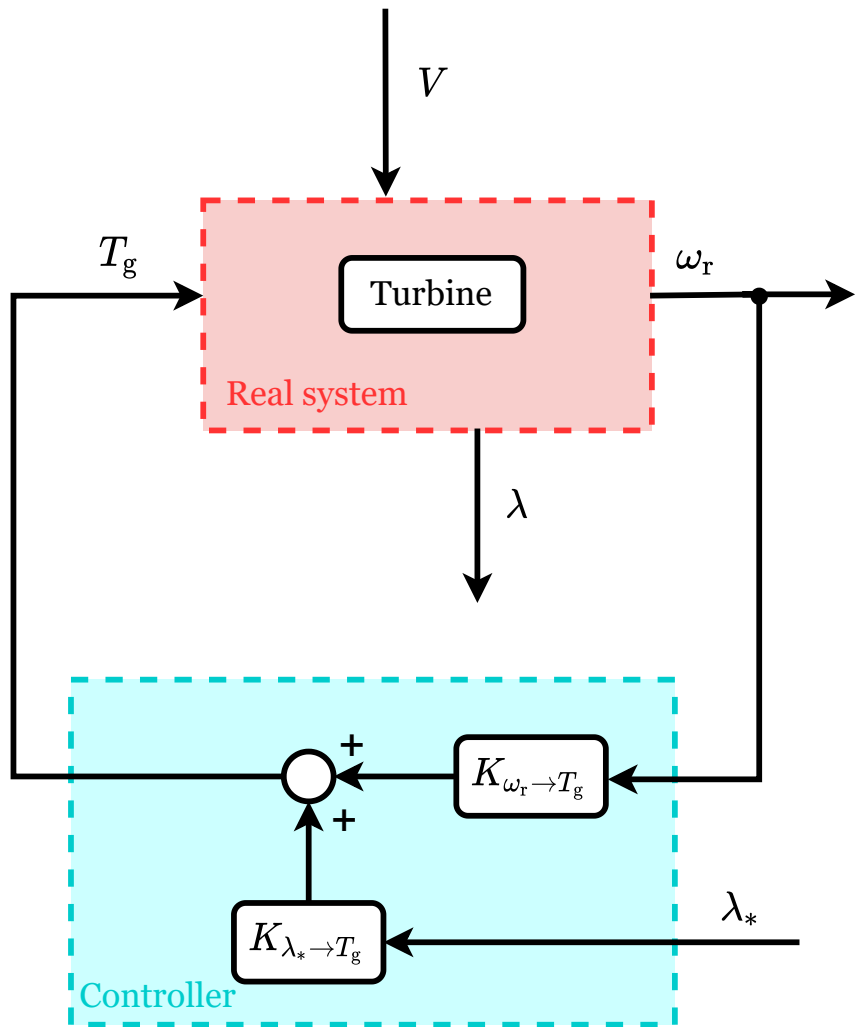 V
T_g
ω_r
Turbine
Real system
λ
+
K_{ω_r→T_g}
+
λ_*
K_{λ_*→T_g}
Controller